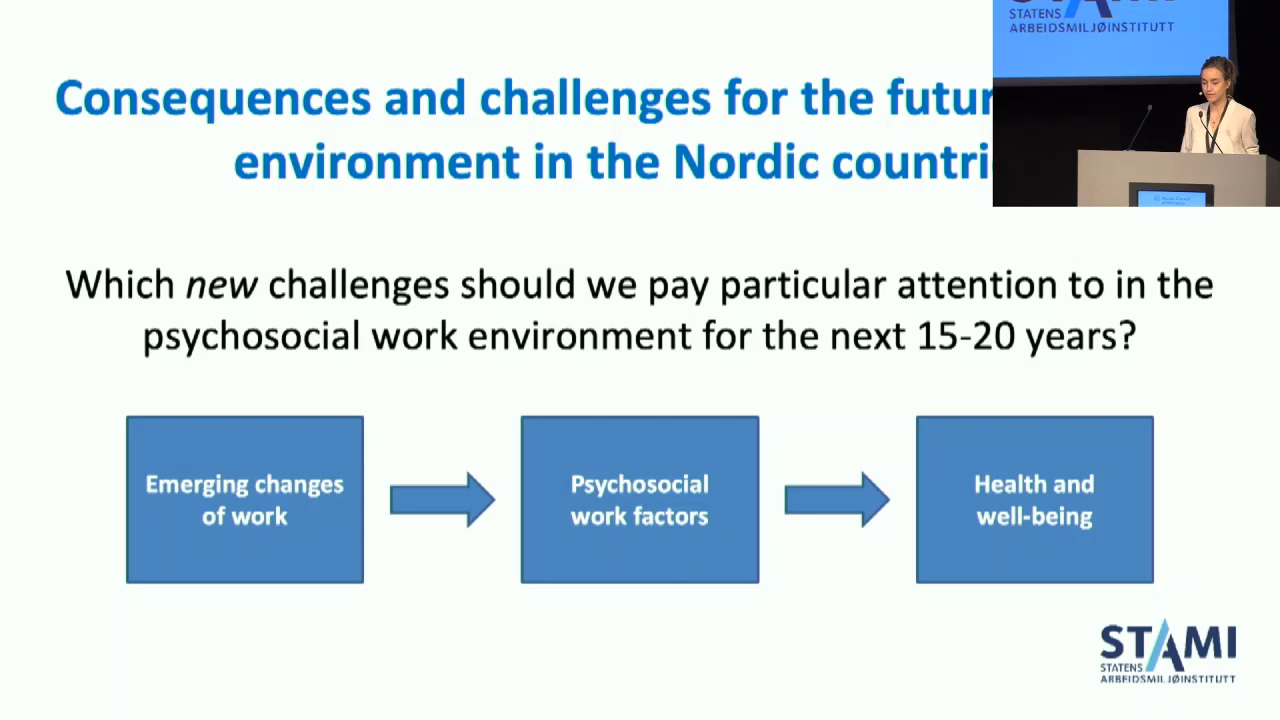 Consequences and challenges for the futur
environment in the Nordic countri
STATENS
ARBEIDSMILJØINSTITUTT
Which new challenges should we pay particular attention to in the
psychosocial work environment for the next 15-20 years?
Emerging changes
of work
Psychosocial
work factors
Health and
well-being
STAMI
STATENS
ARBEIDSMILJØINSTITUTT